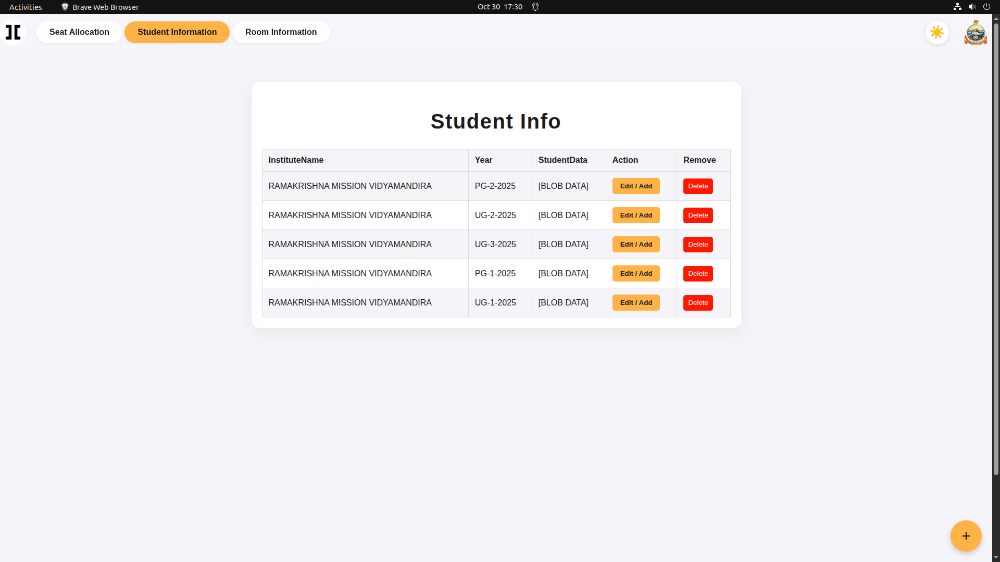 Activities Brave Web Browser Oct 30 17:30
Seat Allocation Student Information Room Information
Student Info
InstituteName Year StudentData Action Remove
RAMAKRISHNA MISSION VIDYAMANDIRA PG-2-2025 [BLOB DATA] Edit / Add Delete
RAMAKRISHNA MISSION VIDYAMANDIRA UG-2-2025 [BLOB DATA] Edit / Add Delete
RAMAKRISHNA MISSION VIDYAMANDIRA UG-3-2025 [BLOB DATA] Edit / Add Delete
RAMAKRISHNA MISSION VIDYAMANDIRA PG-1-2025 [BLOB DATA] Edit / Add Delete
RAMAKRISHNA MISSION VIDYAMANDIRA UG-1-2025 [BLOB DATA] Edit / Add Delete
+